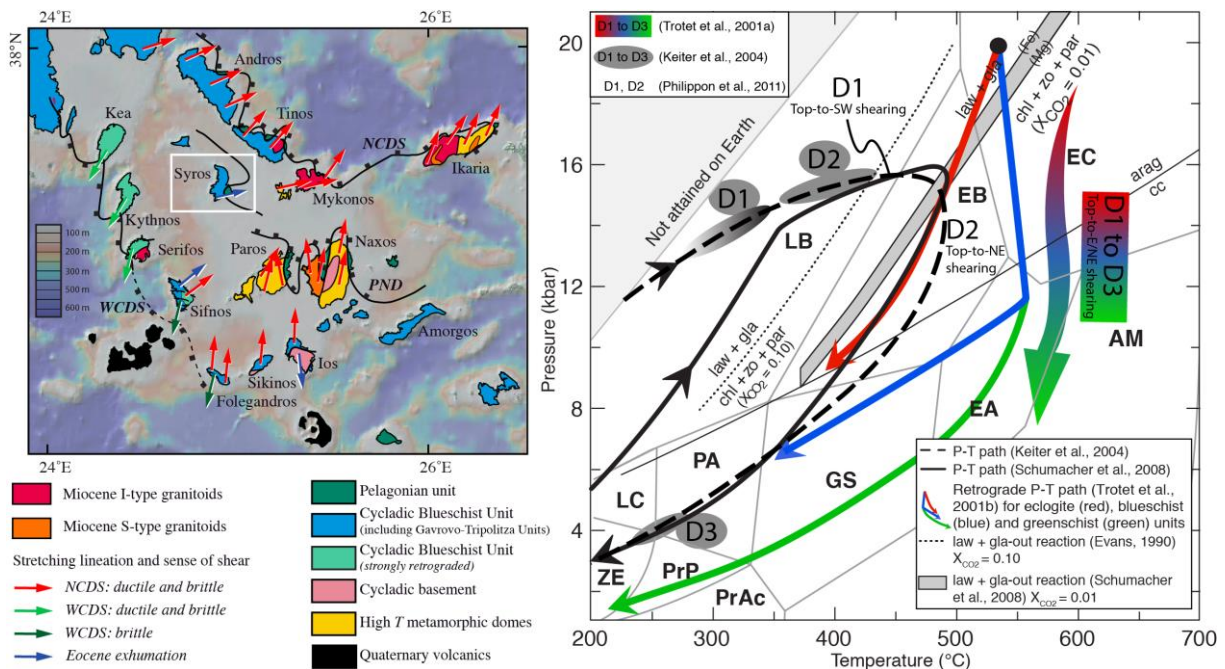 24°E
26°E
38°N
Andros
Tinos
Kea
NCDS
Ikaria
Syros
Mykonos
Kythnos
Serifos
Paros
Naxos
100 m
200 m
300 m
400 m
500 m
600 m
WCDS
Sifnos
PND
Amorgos
Ios
Sikinos
Folegandros
24°E
26°E
Miocene I-type granitoids
Miocene S-type granitoids
Stretching lineation and sense of shear
NCDS: ductile and brittle
WCDS: ductile and brittle
WCDS: brittle
Eocene exhumation
Pelagonian unit
Cycladic Blueschist Unit
(including Gavrovo-Tripolitza Units)
Cycladic Blueschist Unit
(strongly retrograded)
Cycladic basement
High T metamorphic domes
Quaternary volcanics
D1 to D3 (Trotet et al., 2001a)
D1 to D3 (Keiter et al., 2004)
D1, D2 (Philippon et al., 2011)
Pressure (kbar)
20
16
12
8
4
200
300
400
500
600
700
Temperature (°C)
Not attained on Earth
D1
Top-to-SW shearing
D1
D2
law + gla
(Fe)
(Mg)
chl + zo + par
(XCO2 = 0.01)
EC
arag
cc
EB
LB
D2
Top-to-NE
shearing
D1 to D3
Top-to-E/NE shearing
AM
law + gla
chl + zo + par
(XCO2 = 0.10)
EA
PA
GS
LC
D3
ZE
PrP
PrAc
P-T path (Keiter et al., 2004)
P-T path (Schumacher et al., 2008)
Retrograde P-T path (Trotet et al.,
2001b) for eclogite (red), blueschist
(blue) and greenschist (green) units
law + gla-out reaction (Evans, 1990)
XCO2 = 0.10
law + gla-out reaction (Schumacher
et al., 2008) XCO2 = 0.01